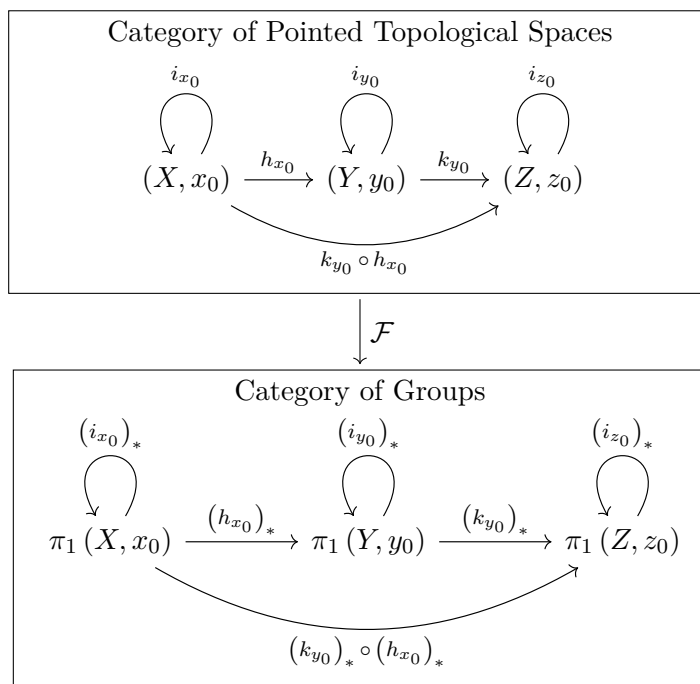 Category of Pointed Topological Spaces
i_{x_0} i_{y_0} i_{z_0}
(X, x_0) h_{x_0} (Y, y_0) k_{y_0} (Z, z_0)
k_{y_0} ∘ h_{x_0}
ℱ
Category of Groups
(i_{x_0})_* (i_{y_0})_* (i_{z_0})_*
π_1 (X, x_0) (h_{x_0})_* π_1 (Y, y_0) (k_{y_0})_* π_1 (Z, z_0)
(k_{y_0})_* ∘ (h_{x_0})_*